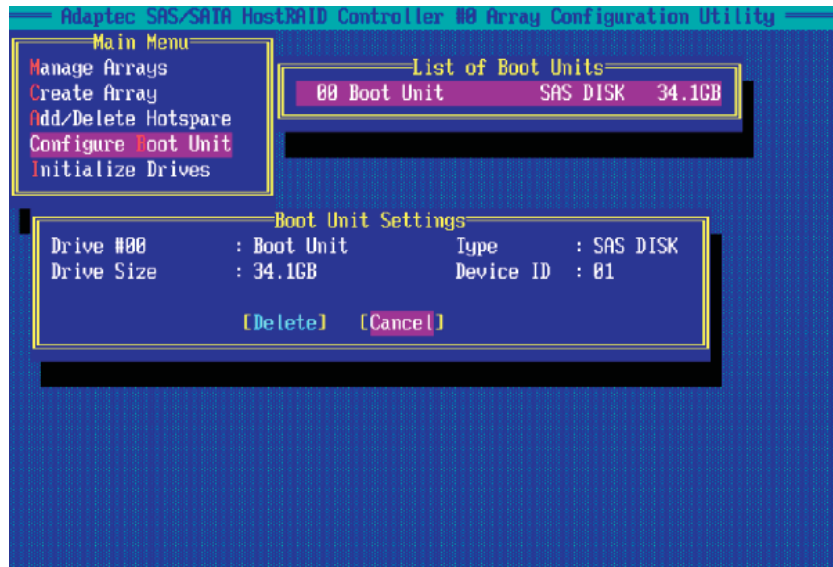 Adaptec SAS/SATA HostRAID Controller #0 Array Configuration Utility
Main Menu
Manage Arrays
Create Array
Add/Delete Hotspare
Configure Boot Unit
Initialize Drives
List of Boot Units
00 Boot Unit SAS DISK 34.1GB
Boot Unit Settings
Drive #00 : Boot Unit Type : SAS DISK
Drive Size : 34.1GB Device ID : 01
[Delete] [Cancel]